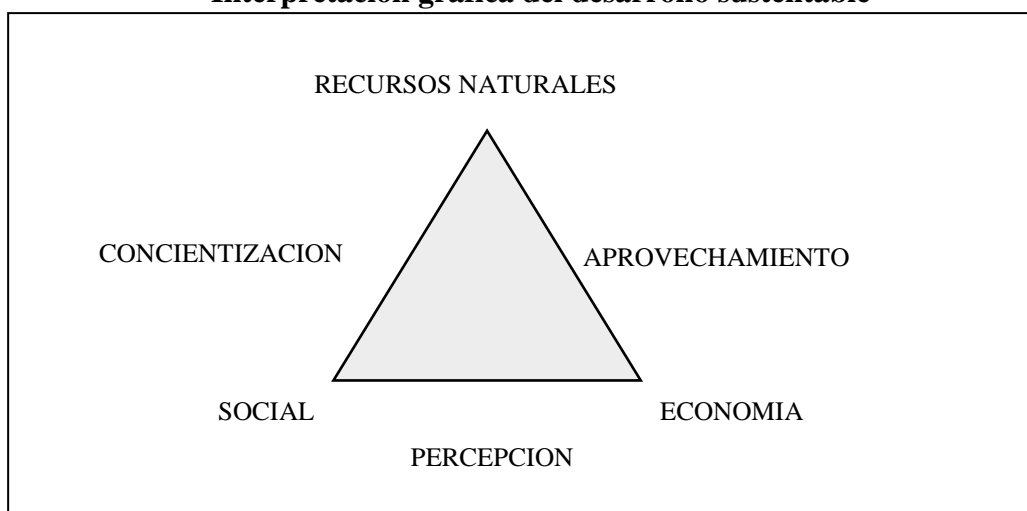 Interpretación gráfica del desarrollo sustentable
RECURSOS NATURALES
CONCIENTIZACION
APROVECHAMIENTO
SOCIAL
ECONOMIA
PERCEPCION